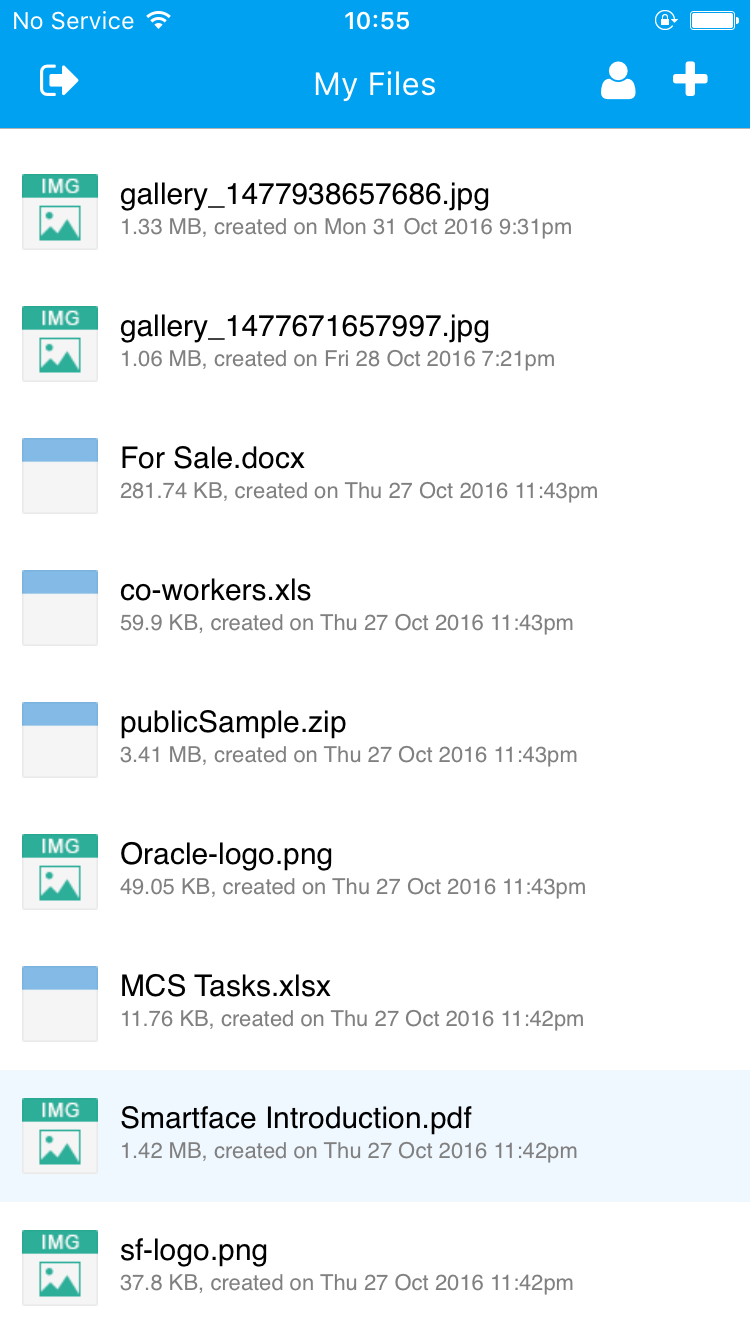 No Service 10:55
My Files
IMG
gallery_1477938657686.jpg
1.33 MB, created on Mon 31 Oct 2016 9:31pm
IMG
gallery_1477671657997.jpg
1.06 MB, created on Fri 28 Oct 2016 7:21pm
For Sale.docx
281.74 KB, created on Thu 27 Oct 2016 11:43pm
co-workers.xls
59.9 KB, created on Thu 27 Oct 2016 11:43pm
publicSample.zip
3.41 MB, created on Thu 27 Oct 2016 11:43pm
IMG
Oracle-logo.png
49.05 KB, created on Thu 27 Oct 2016 11:43pm
MCS Tasks.xlsx
11.76 KB, created on Thu 27 Oct 2016 11:42pm
IMG
Smartface Introduction.pdf
1.42 MB, created on Thu 27 Oct 2016 11:42pm
IMG
sf-logo.png
37.8 KB, created on Thu 27 Oct 2016 11:42pm